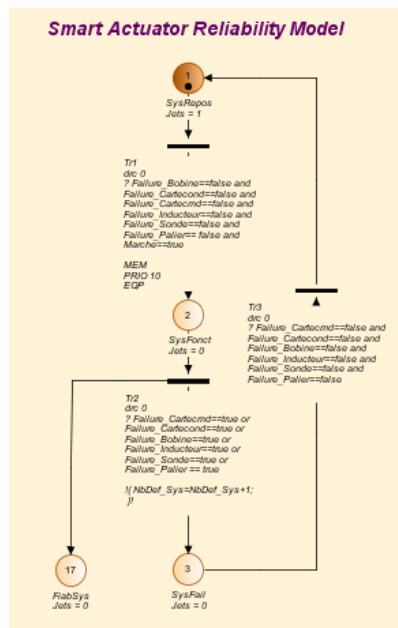 Smart Actuator Reliability Model
1
SysRepos
Jets = 1
Tr1
drc 0
? Failure_Bobine==false and
Failure_Cartecond==false and
Failure_Cartecmd==false and
Failure_Inducteur==false and
Failure_Sonde==false and
Failure_Palier== false and
Marche==true
MEM
PRIO 10
EQP
2
SysFonct
Jets = 0
Tr3
drc 0
? Failure_Cartecmd==false and
Failure_Cartecond==false and
Failure_Bobine==false and
Failure_Inducteur==false and
Failure_Sonde==false and
Failure_Palier==false
Tr2
drc 0
? Failure_Cartecmd==true or
Failure_Cartecond==true or
Failure_Bobine==true or
Failure_Inducteur==true or
Failure_Sonde==true or
Failure_Palier == true
!{ NbDef_Sys=NbDef_Sys+1;
}!
17
FiabSys
Jets = 0
3
SysFail
Jets = 0